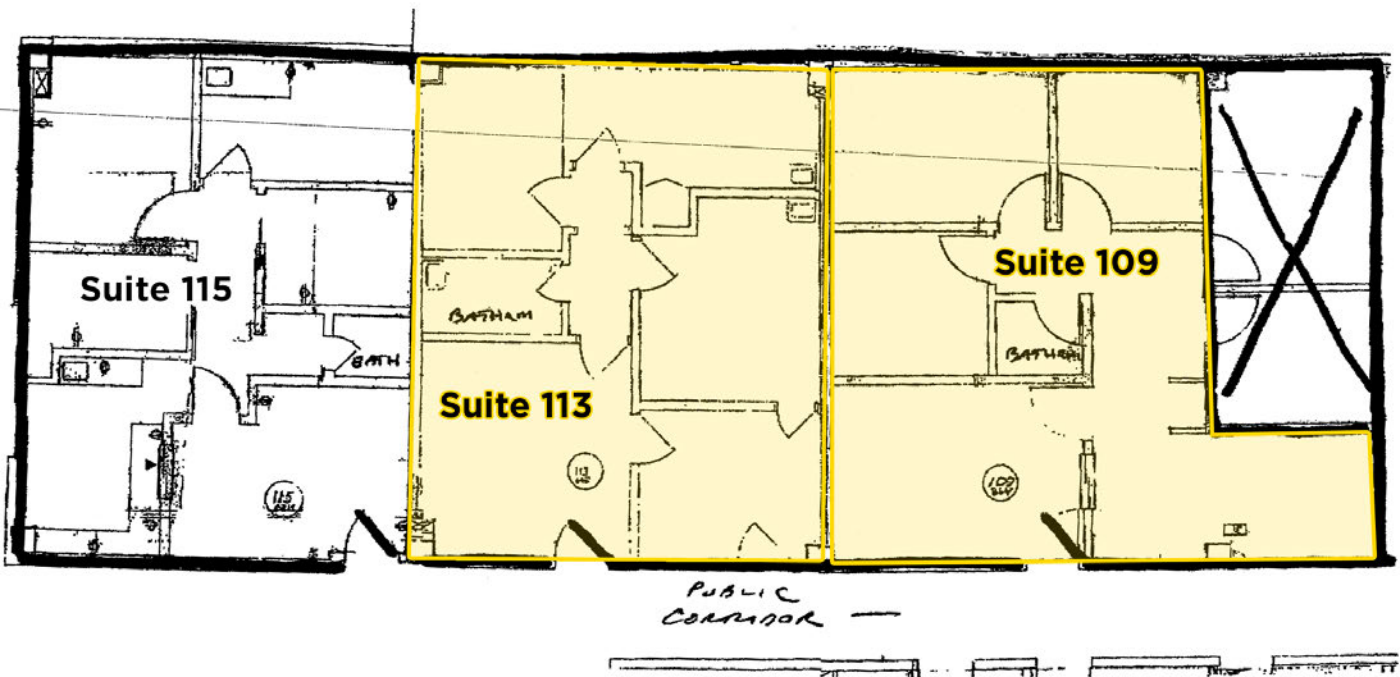 Suite 115
Suite 109
BATHRM
BATHRM
BATH
Suite 113
113
115
109
PUBLIC
CORRIDOR —